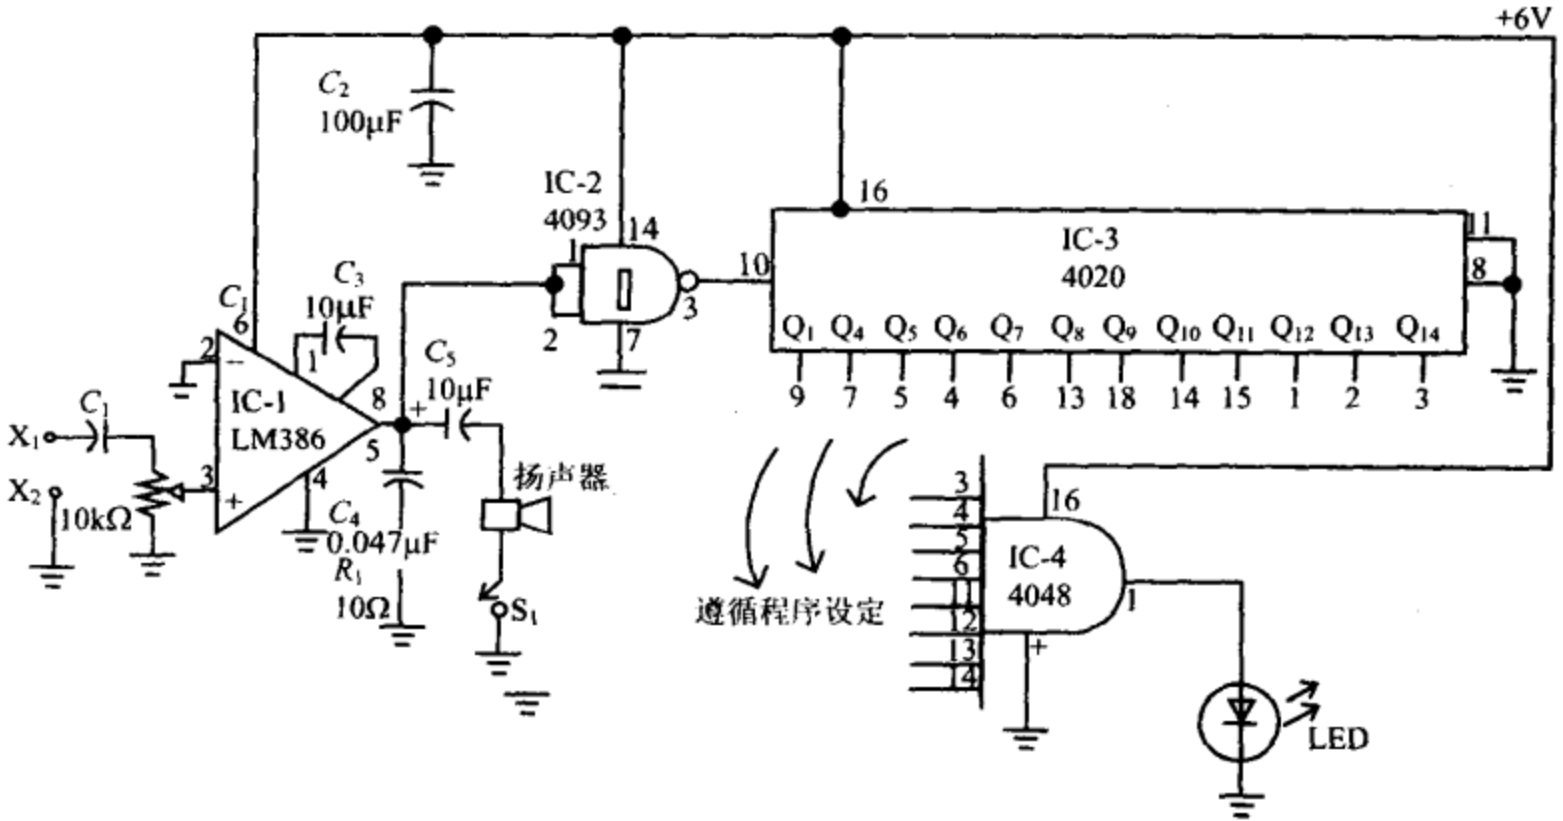 +6V
C₂
100μF
IC-2
4093
1
14
2
7
3
16
10
IC-3
4020
11
8
Q₁ Q₄ Q₅ Q₆ Q₇ Q₈ Q₉ Q₁₀ Q₁₁ Q₁₂ Q₁₃ Q₁₄
9 7 5 4 6 13 18 14 15 1 2 3
C₁
6
C₃
10μF
1
8
2
−
IC-1
LM386
5
3
+
4
C₁
X₁
X₂
10kΩ
C₅
10μF
+
C₄
0.047μF
R₁
10Ω
扬声器
S₁
遵循程序设定
3
4
5
6
11
12
13
14
16
IC-4
4048
1
+
LED